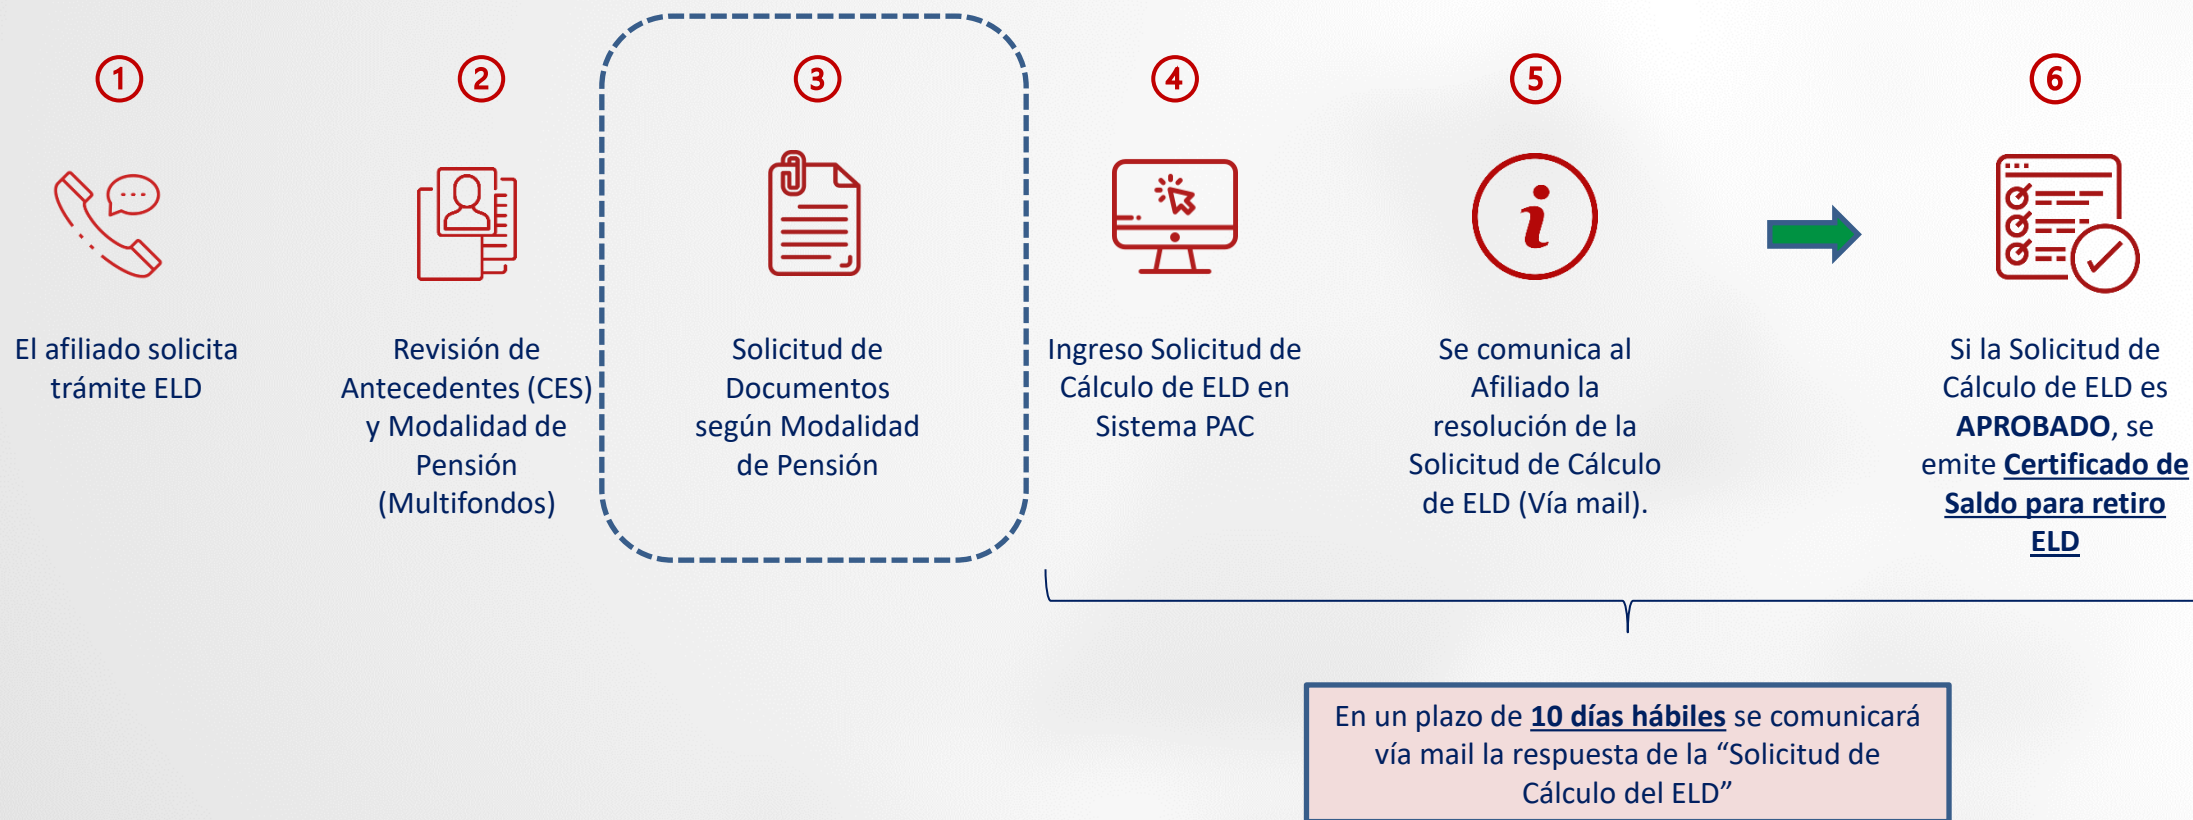 1
El afiliado solicita
trámite ELD
2
Revisión de
Antecedentes (CES)
y Modalidad de
Pensión
(Multifondos)
3
Solicitud de
Documentos
según Modalidad
de Pensión
4
Ingreso Solicitud de
Cálculo de ELD en
Sistema PAC
5
i
Se comunica al
Afiliado la
resolución de la
Solicitud de Cálculo
de ELD (Vía mail).
6
Si la Solicitud de
Cálculo de ELD es
APROBADO, se
emite Certificado de
Saldo para retiro
ELD
En un plazo de 10 días hábiles se comunicará
vía mail la respuesta de la “Solicitud de
Cálculo del ELD”